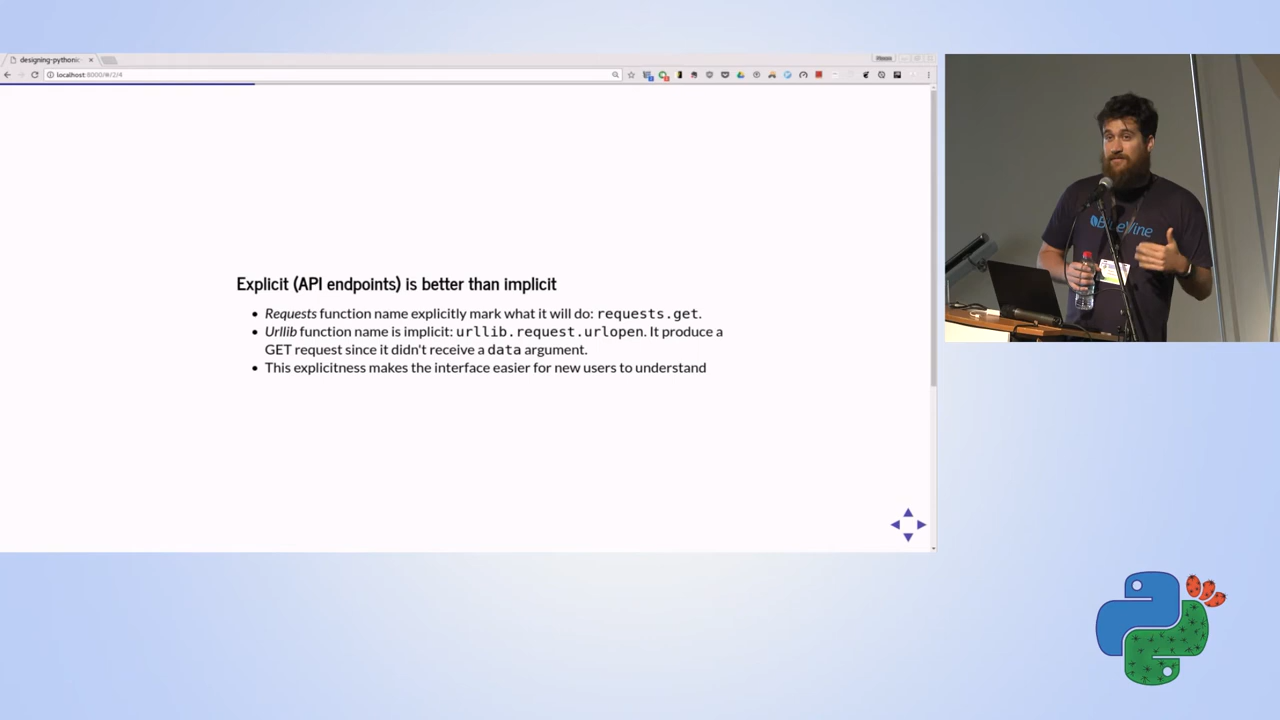 designing-pythonic
localhost:8000/#/2/4
Explicit (API endpoints) is better than implicit
Requests function name explicitly mark what it will do: requests.get.
Urllib function name is implicit: urllib.request.urlopen. It produce a
GET request since it didn't receive a data argument.
This explicitness makes the interface easier for new users to understand
BlueVine